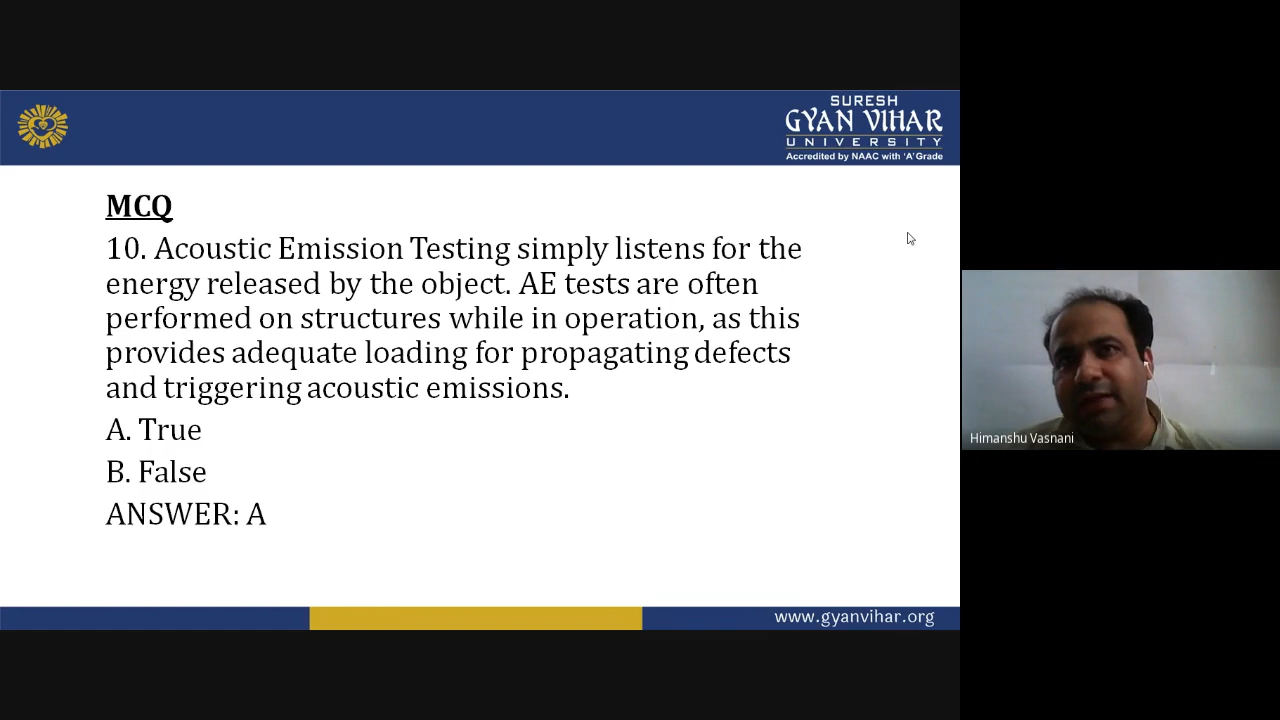 SURESH
GYAN VIHAR
UNIVERSITY
Accredited by NAAC with 'A' Grade
MCQ
10. Acoustic Emission Testing simply listens for the
energy released by the object. AE tests are often
performed on structures while in operation, as this
provides adequate loading for propagating defects
and triggering acoustic emissions.
A. True
B. False
ANSWER: A
Himanshu Vasnani
www.gyanvihar.org